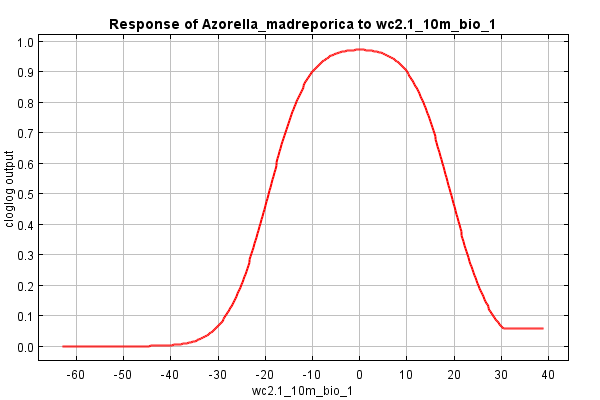 Response of Azorella_madreporica to wc2.1_10m_bio_1
1.0
0.9
0.8
0.7
0.6
0.5
0.4
0.3
0.2
0.1
0.0
cloglog output
-60 -50 -40 -30 -20 -10 0 10 20 30 40
wc2.1_10m_bio_1